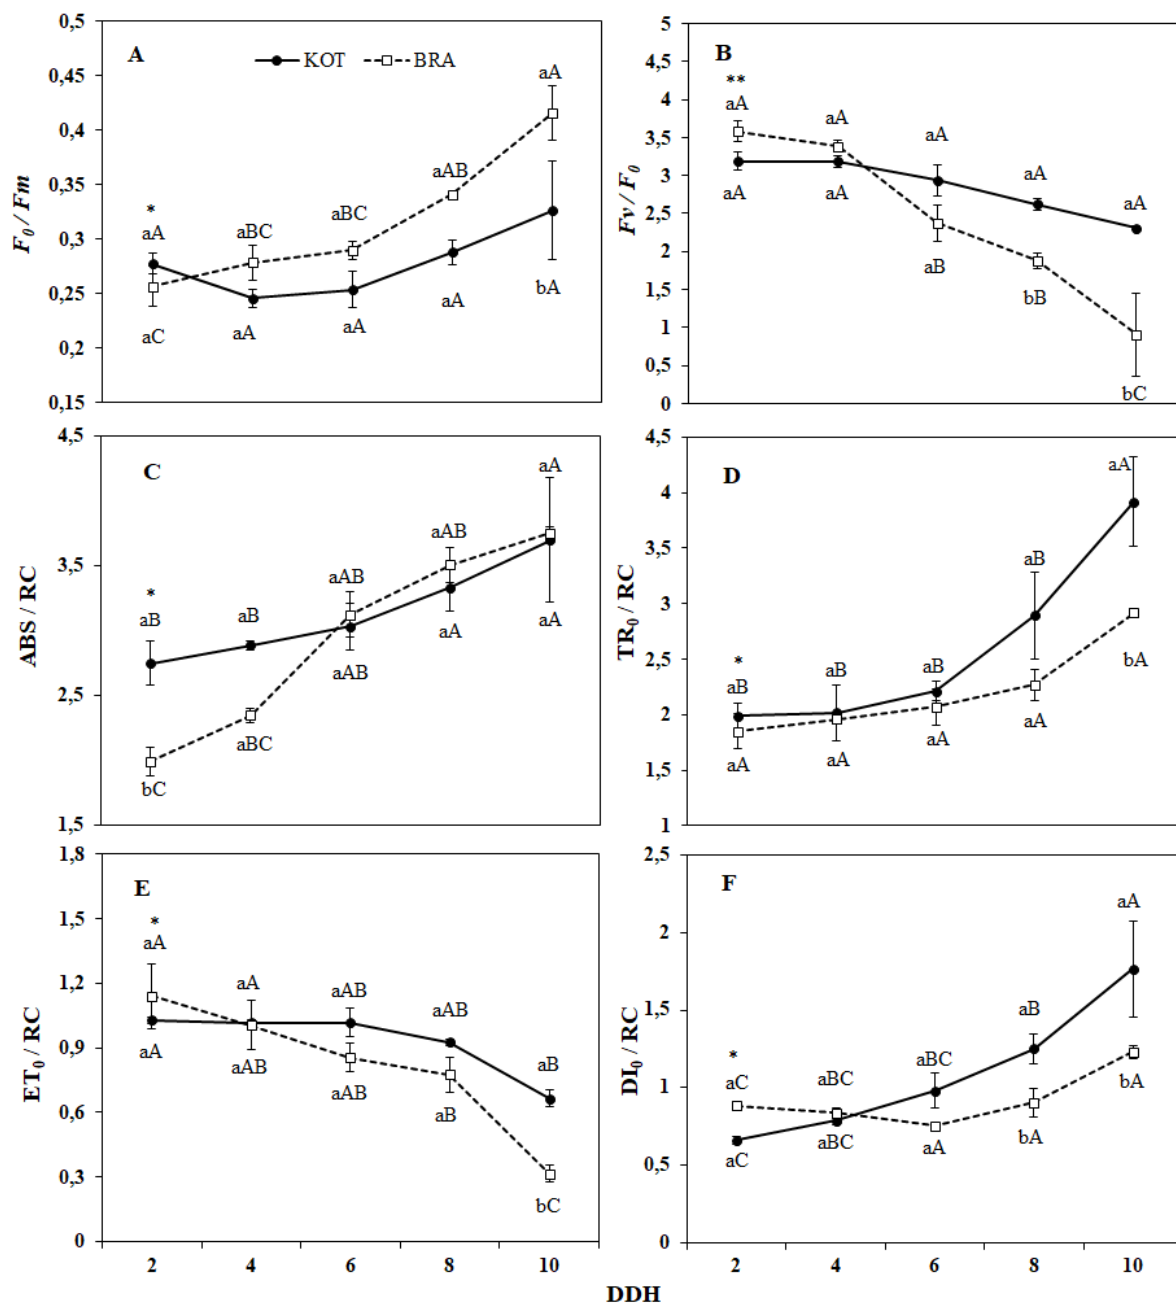 A
KOT BRA
F0 / Fm
0,5
0,45
0,4
0,35
0,3
0,25
0,2
0,15
*
aA aBC aBC aAB aA
aC aA aA aA bA
B
Fv / F0
5
4,5
4
3,5
3
2,5
2
1,5
1
0,5
0
**
aA aA aA aA aA
aA aA aB bB bC
C
ABS / RC
4,5
3,5
2,5
1,5
*
aB aB aAB aAB aA
bC aBC aAB aA aA
D
TR0 / RC
4,5
4
3,5
3
2,5
2
1,5
1
*
aB aB aB aB aA
aA aA aA aA bA
E
ET0 / RC
1,8
1,5
1,2
0,9
0,6
0,3
0
*
aA aA aAB aAB aB
aA aAB aAB aB bC
2 4 6 8 10
F
DI0 / RC
2,5
2
1,5
1
0,5
0
*
aC aBC aBC aB aA
aC aBC aA bA bA
2 4 6 8 10
DDH